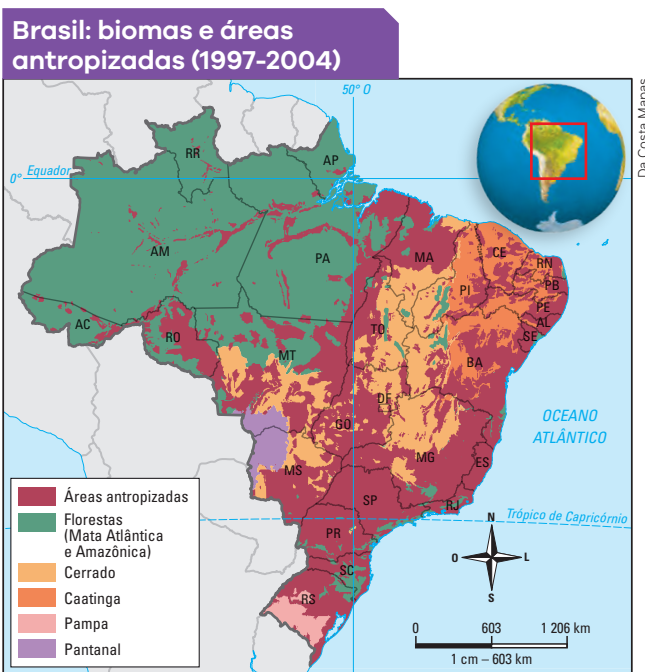 Brasil: biomas e áreas
antropizadas (1997-2004)
Da Costa Mapas
50° O
0° Equador
RR
AP
AM
PA
MA
CE
RN
PB
PE
AL
SE
PI
AC
RO
MT
TO
BA
DF
GO
MG
ES
MS
SP
RJ
PR
SC
RS
OCEANO
ATLÂNTICO
Trópico de Capricórnio
N
O
L
S
Áreas antropizadas
Florestas
(Mata Atlântica
e Amazônica)
Cerrado
Caatinga
Pampa
Pantanal
0 603 1 206 km
1 cm – 603 km